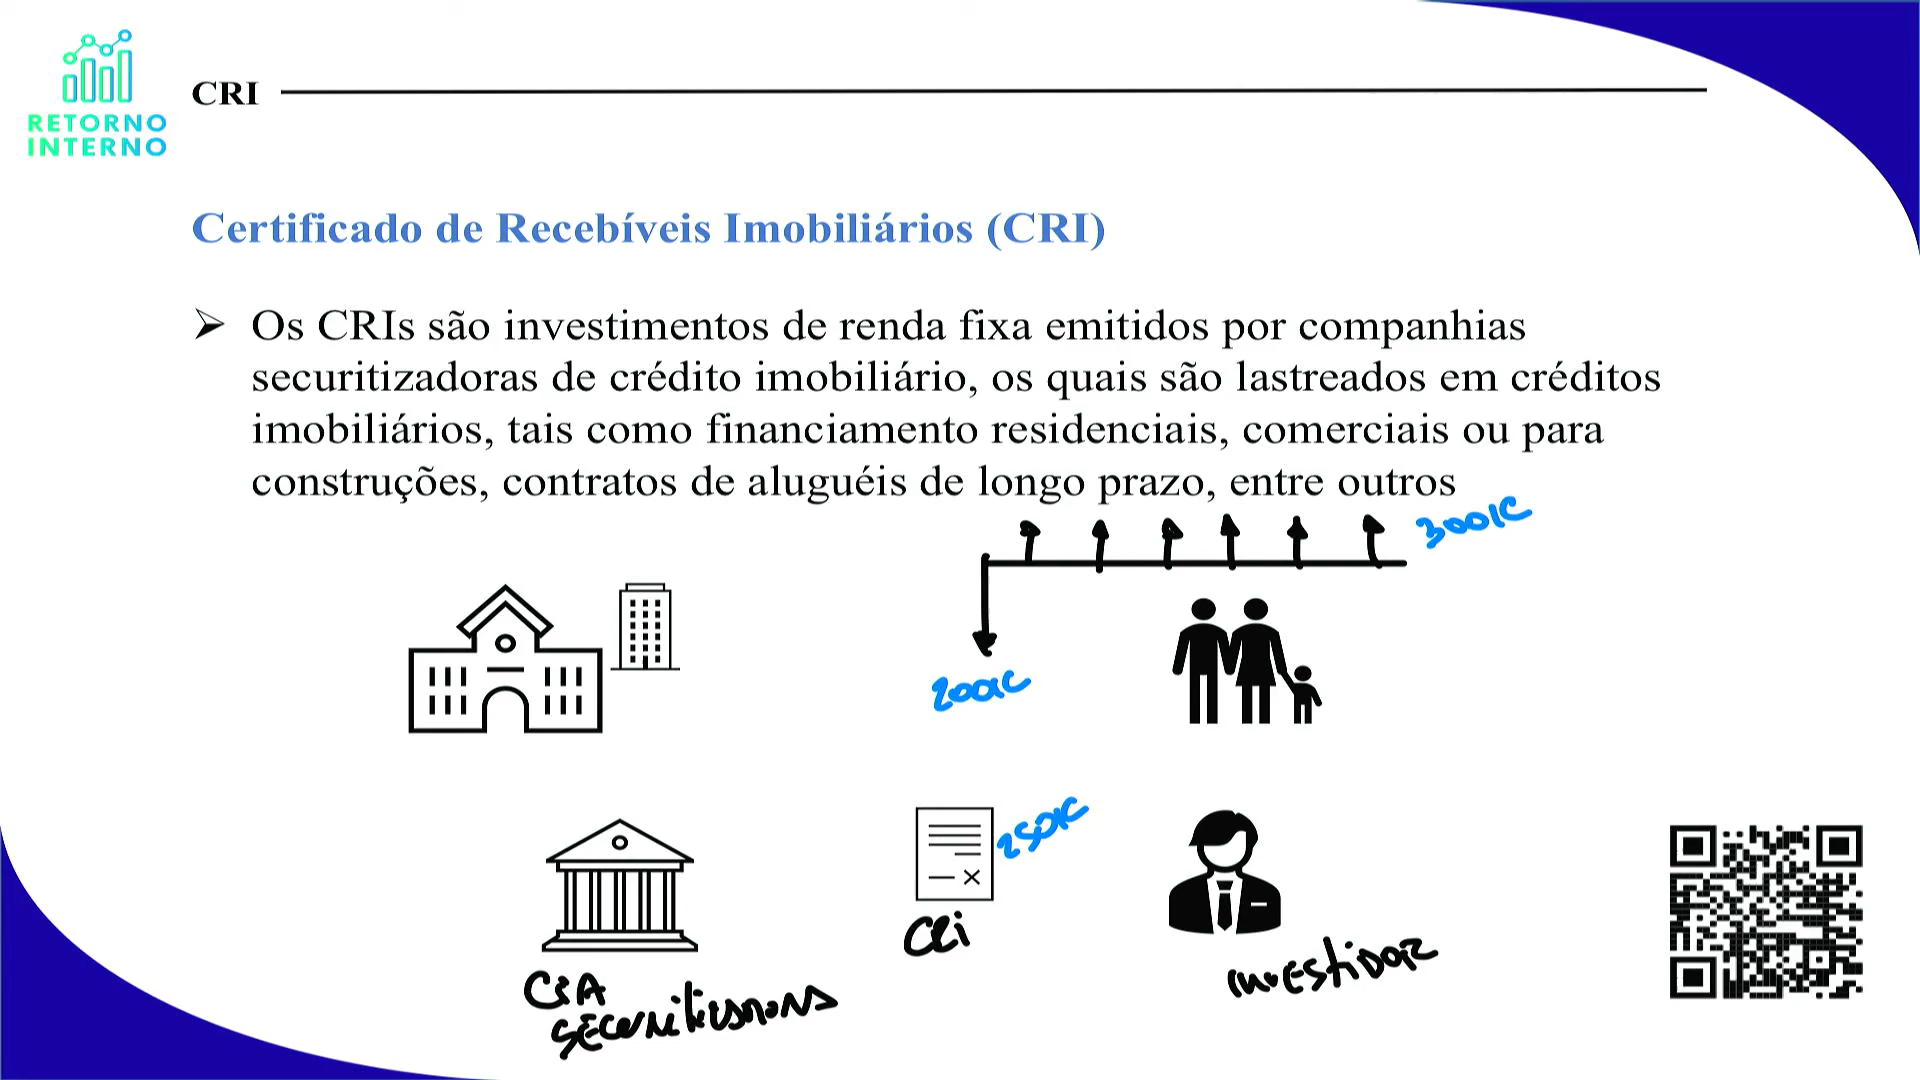 RETORNO
INTERNO
CRI
Certificado de Recebíveis Imobiliários (CRI)
➢ Os CRIs são investimentos de renda fixa emitidos por companhias
securitizadoras de crédito imobiliário, os quais são lastreados em créditos
imobiliários, tais como financiamento residenciais, comerciais ou para
construções, contratos de aluguéis de longo prazo, entre outros
300K
200K
250K
CRi
INVEStiDOR
CIA